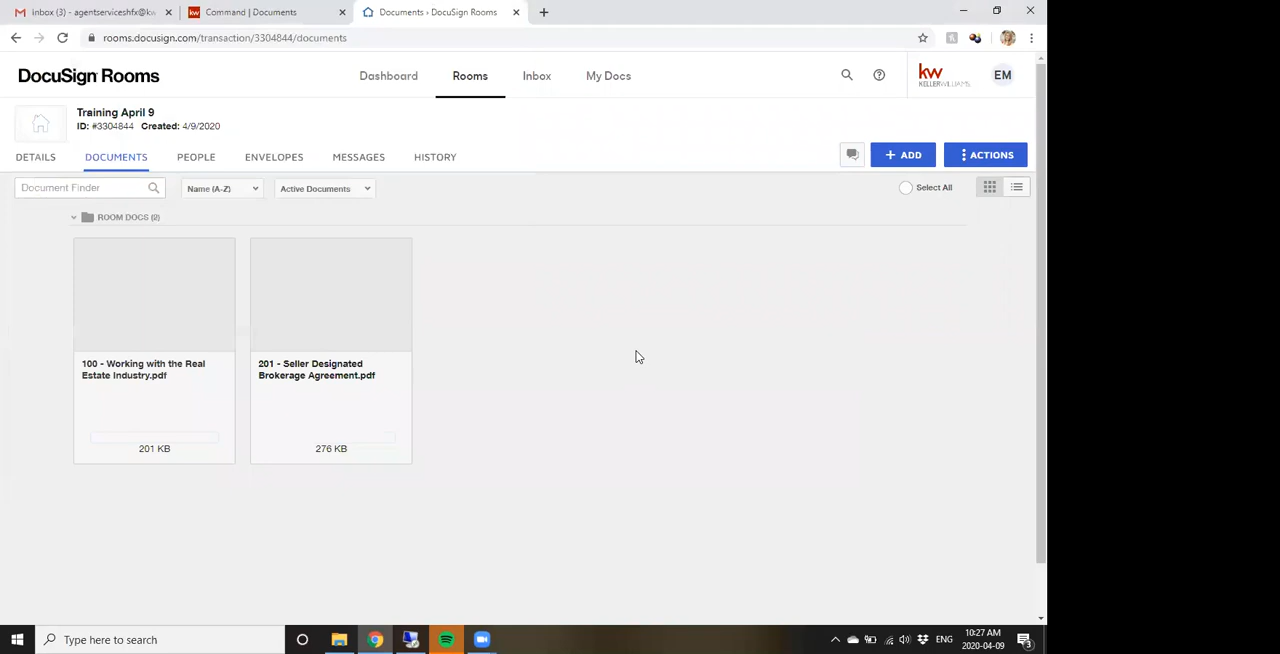 inbox (3) - agentserviceshfx@kw
Command | Documents
Documents - DocuSign Rooms
rooms.docusign.com/transaction/3304844/documents
DocuSign Rooms
Dashboard
Rooms
Inbox
My Docs
kw
KELLERWILLIAMS.
EM
Training April 9
ID: #3304844 Created: 4/9/2020
DETAILS
DOCUMENTS
PEOPLE
ENVELOPES
MESSAGES
HISTORY
+ ADD
ACTIONS
Document Finder
Name (A-Z)
Active Documents
Select All
ROOM DOCS (2)
100 - Working with the Real
Estate Industry.pdf
201 KB
201 - Seller Designated
Brokerage Agreement.pdf
276 KB
Type here to search
ENG
10:27 AM
2020-04-09
3